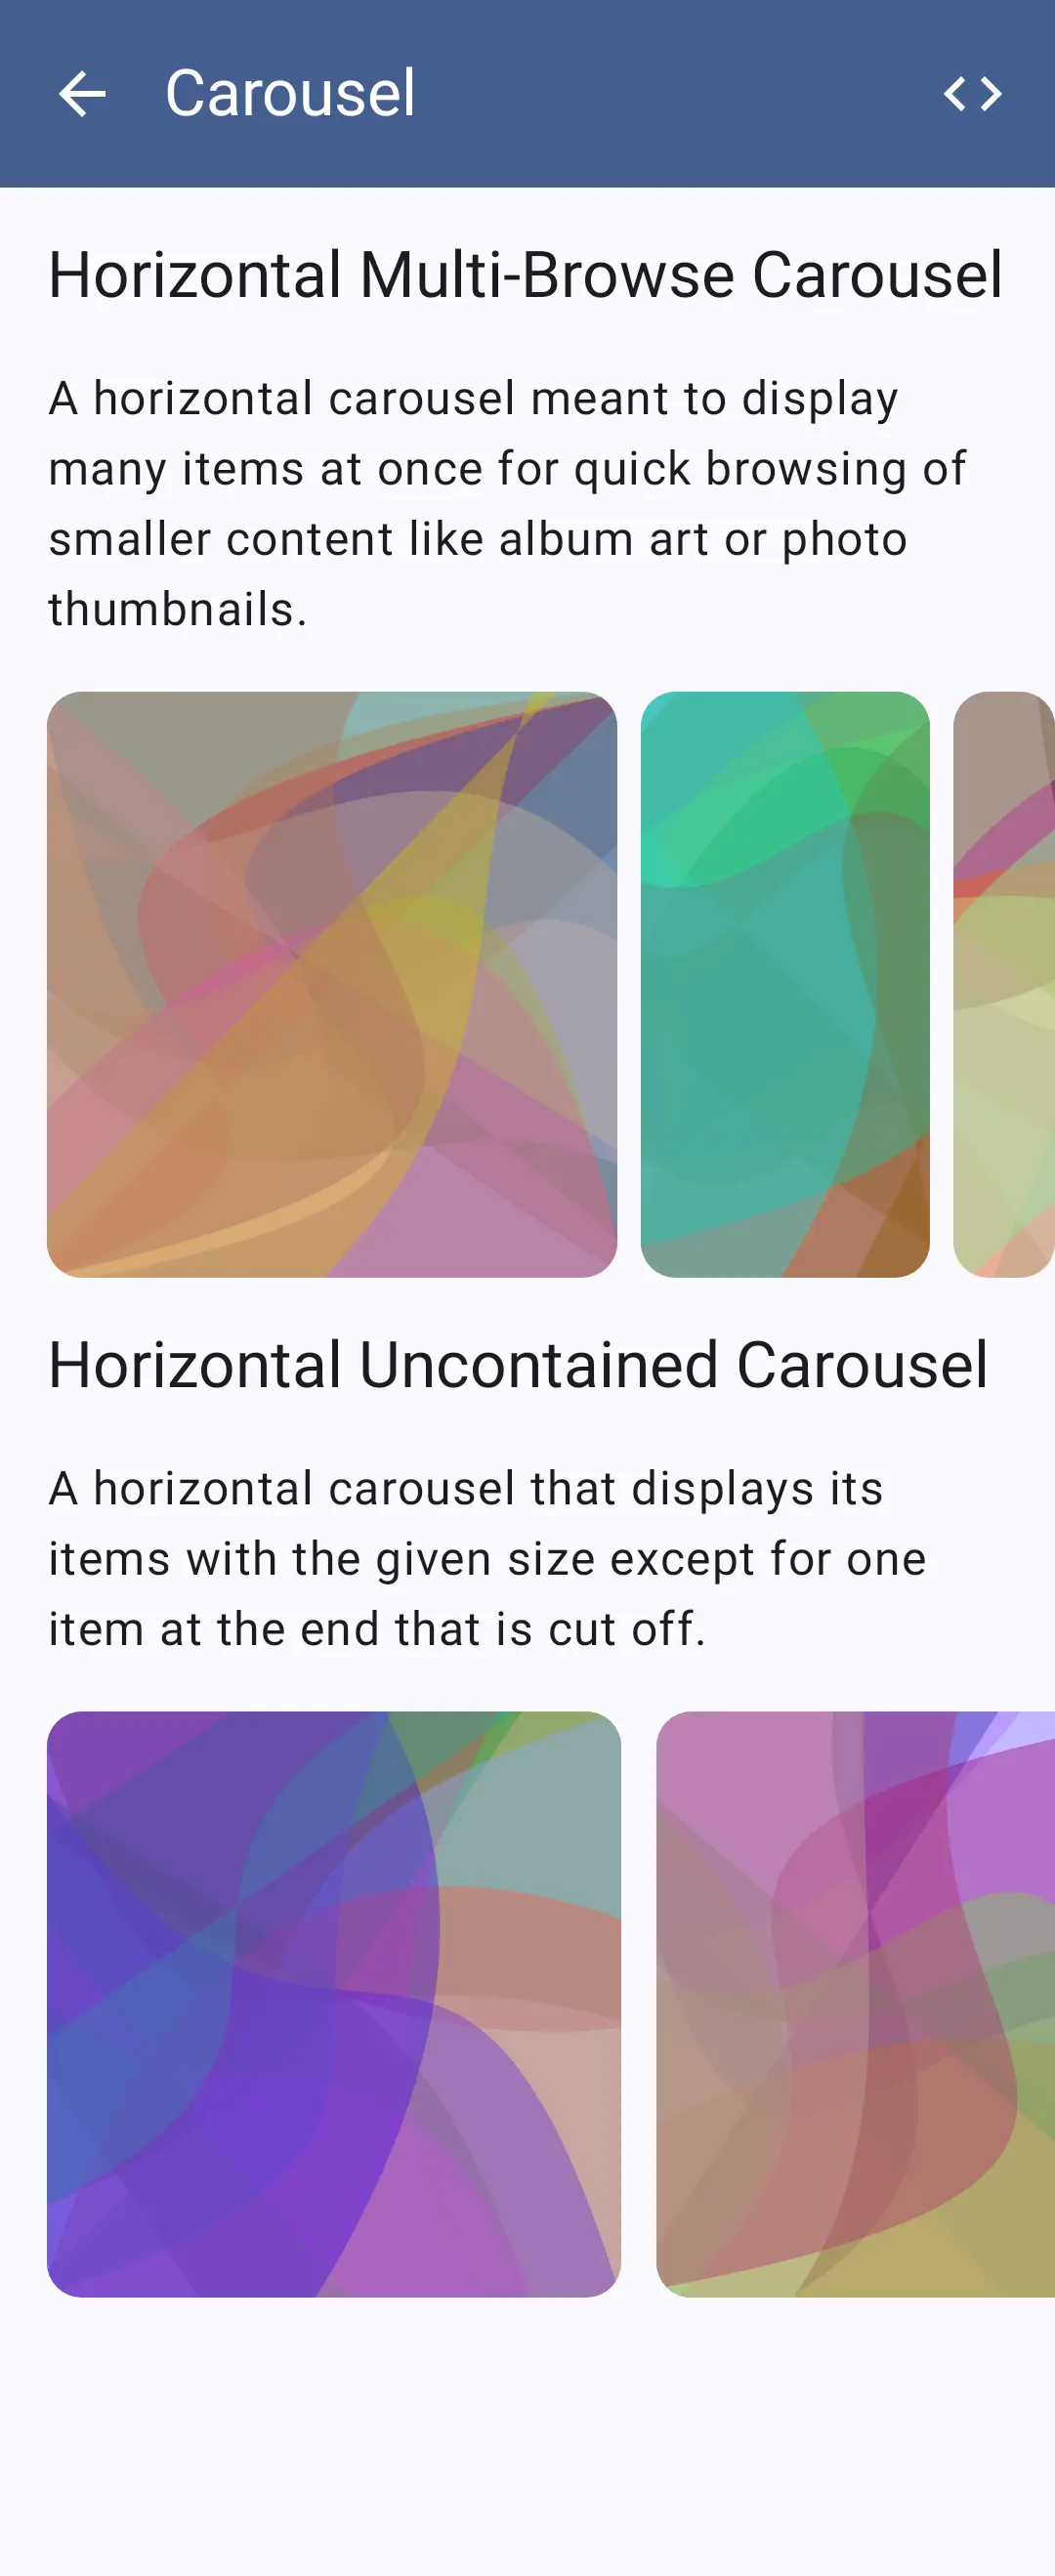 Carousel
Horizontal Multi-Browse Carousel
A horizontal carousel meant to display
many items at once for quick browsing of
smaller content like album art or photo
thumbnails.
Horizontal Uncontained Carousel
A horizontal carousel that displays its
items with the given size except for one
item at the end that is cut off.